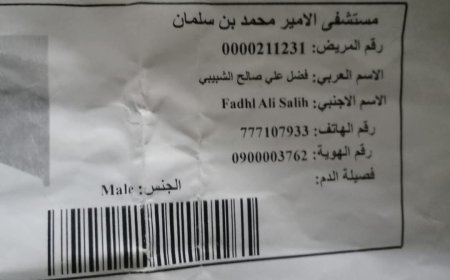 مستشفى الامير محمد بن سلمان
رقم المريض: 0000211231
الاسم العربي: فضل علي صالح الشبيبي
الاسم الاجنبي: Fadhl Ali Salih
رقم الهاتف: 777107933
رقم الهوية: 0900003762
فصيلة الدم:
الجنس: Male